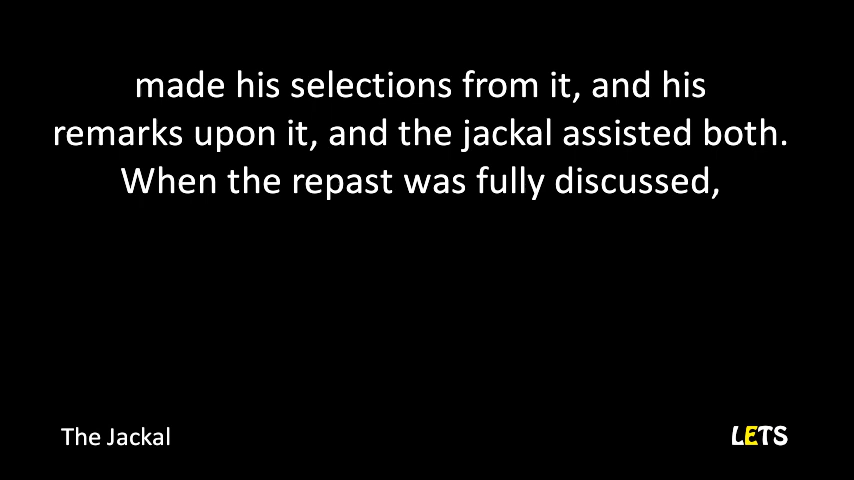 made his selections from it, and his
remarks upon it, and the jackal assisted both.
When the repast was fully discussed,
The Jackal
LETS